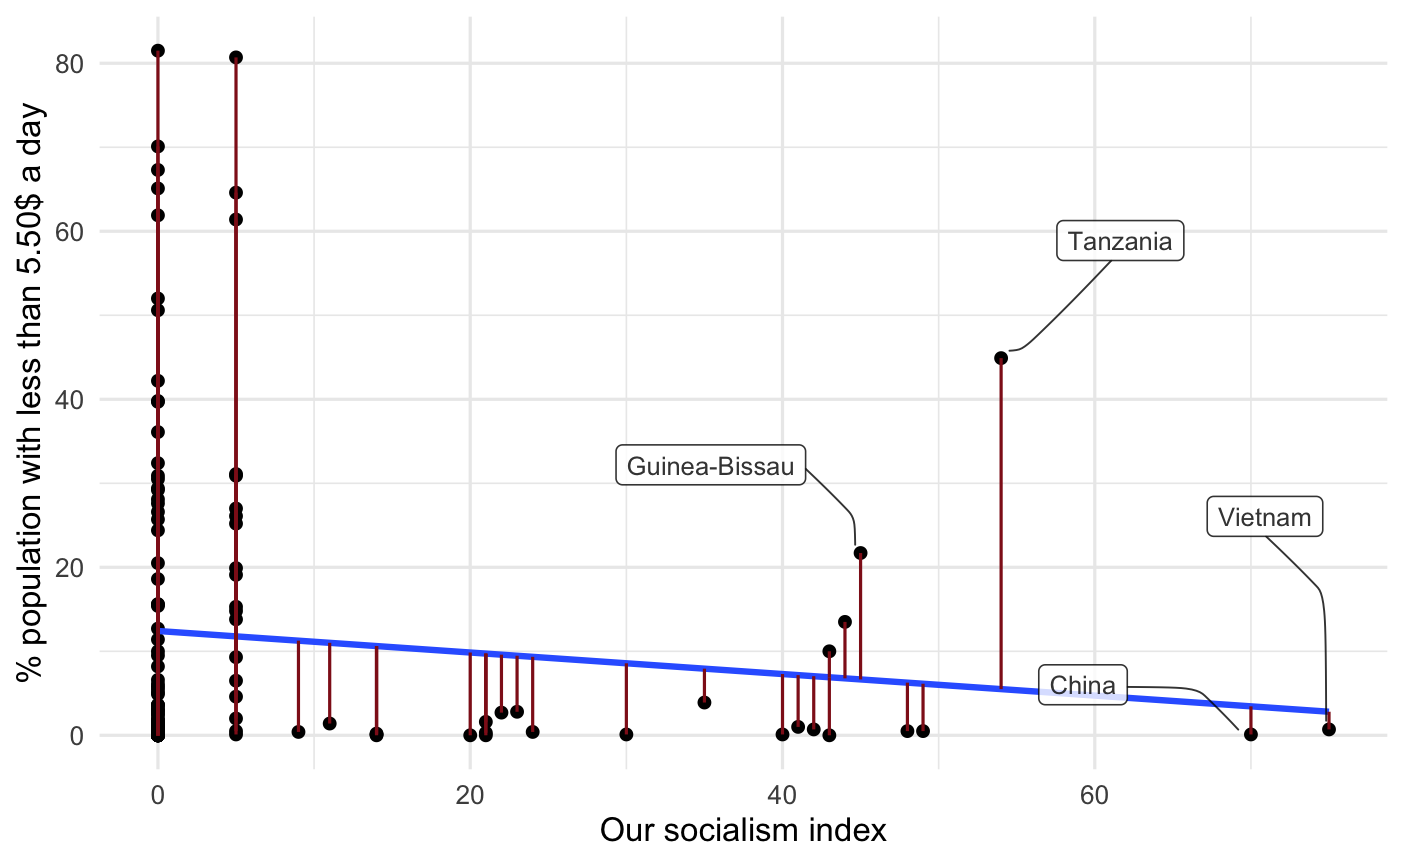 % population with less than 5.50$ a day
80
60
40
20
0
Tanzania
Guinea-Bissau
Vietnam
China
0 20 40 60
Our socialism index